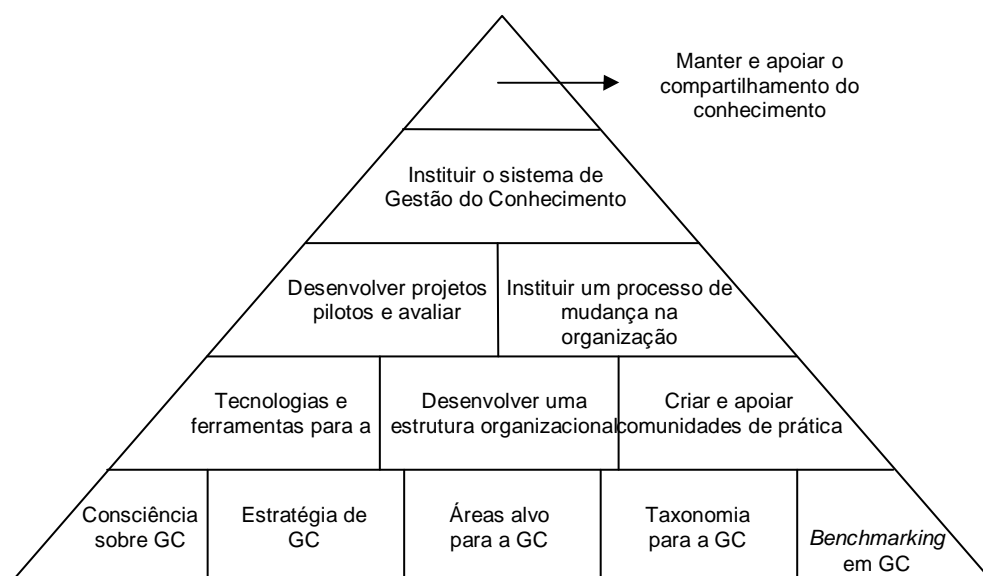 Manter e apoiar o
compartilhamento do
conhecimento
Instituir o sistema de
Gestão do Conhecimento
Desenvolver projetos
pilotos e avaliar
Instituir um processo de
mudança na
organização
Tecnologias e
ferramentas para a
Desenvolver uma
estrutura organizacional
Criar e apoiar
comunidades de prática
Consciência
sobre GC
Estratégia de
GC
Áreas alvo
para a GC
Taxonomia
para a GC
Benchmarking
em GC